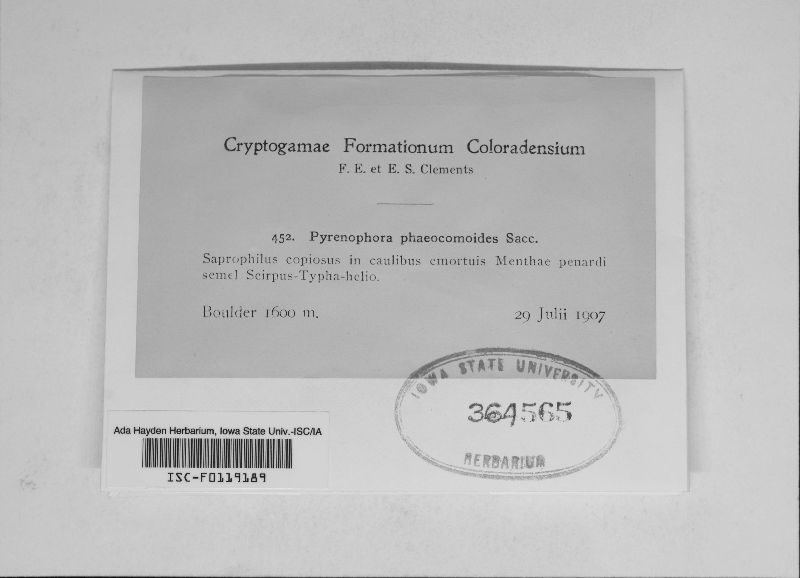 Cryptogamae Formationum Coloradensium
F. E. et E. S. Clements
452. Pyrenophora phaeocomoides Sacc.
Saprophilus copiosus in caulibus emortuis Menthae penardi
semel Scirpus-Typha-helio.
Boulder 1600 m. 29 Julii 1907
IOWA STATE UNIVERSITY
364565
HERBARIUM
Ada Hayden Herbarium, Iowa State Univ.-ISC/IA
ISC-F0119189